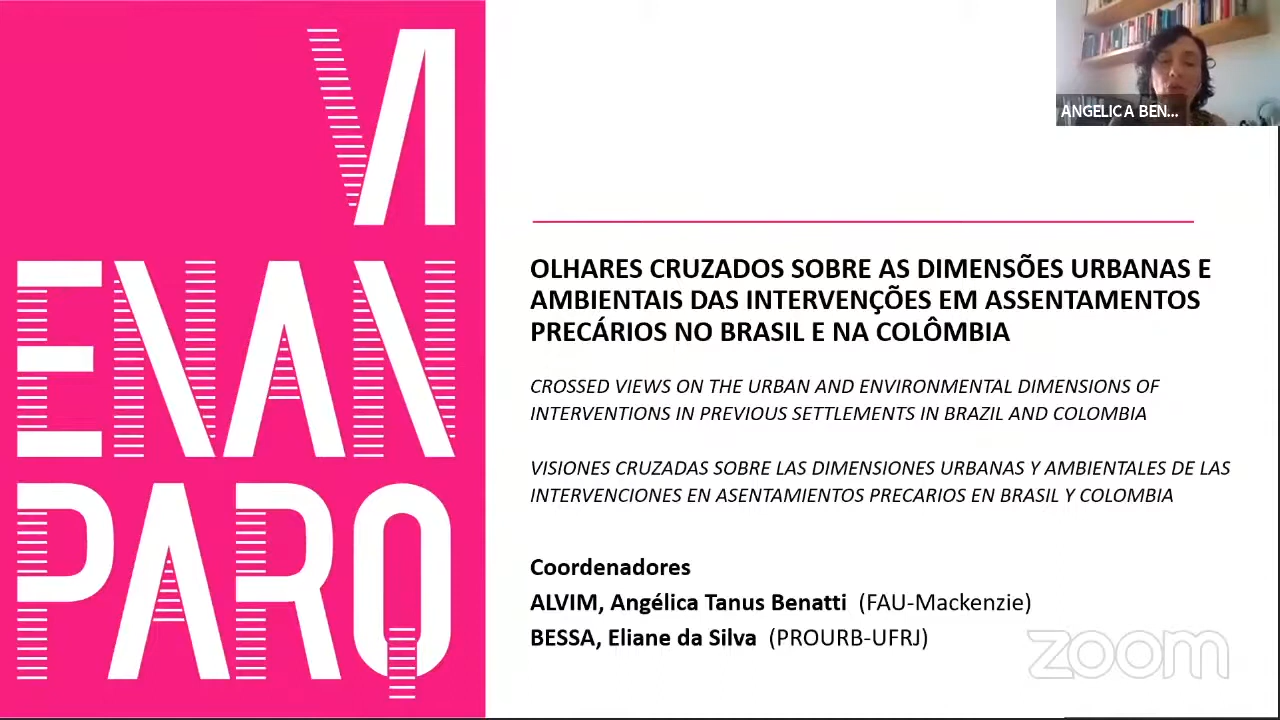 VI
ENAN
PARQ
ANGELICA BEN...
OLHARES CRUZADOS SOBRE AS DIMENSÕES URBANAS E
AMBIENTAIS DAS INTERVENÇÕES EM ASSENTAMENTOS
PRECÁRIOS NO BRASIL E NA COLÔMBIA
CROSSED VIEWS ON THE URBAN AND ENVIRONMENTAL DIMENSIONS OF
INTERVENTIONS IN PREVIOUS SETTLEMENTS IN BRAZIL AND COLOMBIA
VISIONES CRUZADAS SOBRE LAS DIMENSIONES URBANAS Y AMBIENTALES DE LAS
INTERVENCIONES EN ASENTAMIENTOS PRECARIOS EN BRASIL Y COLOMBIA
Coordenadores
ALVIM, Angélica Tanus Benatti (FAU-Mackenzie)
BESSA, Eliane da Silva (PROURB-UFRJ)
zoom